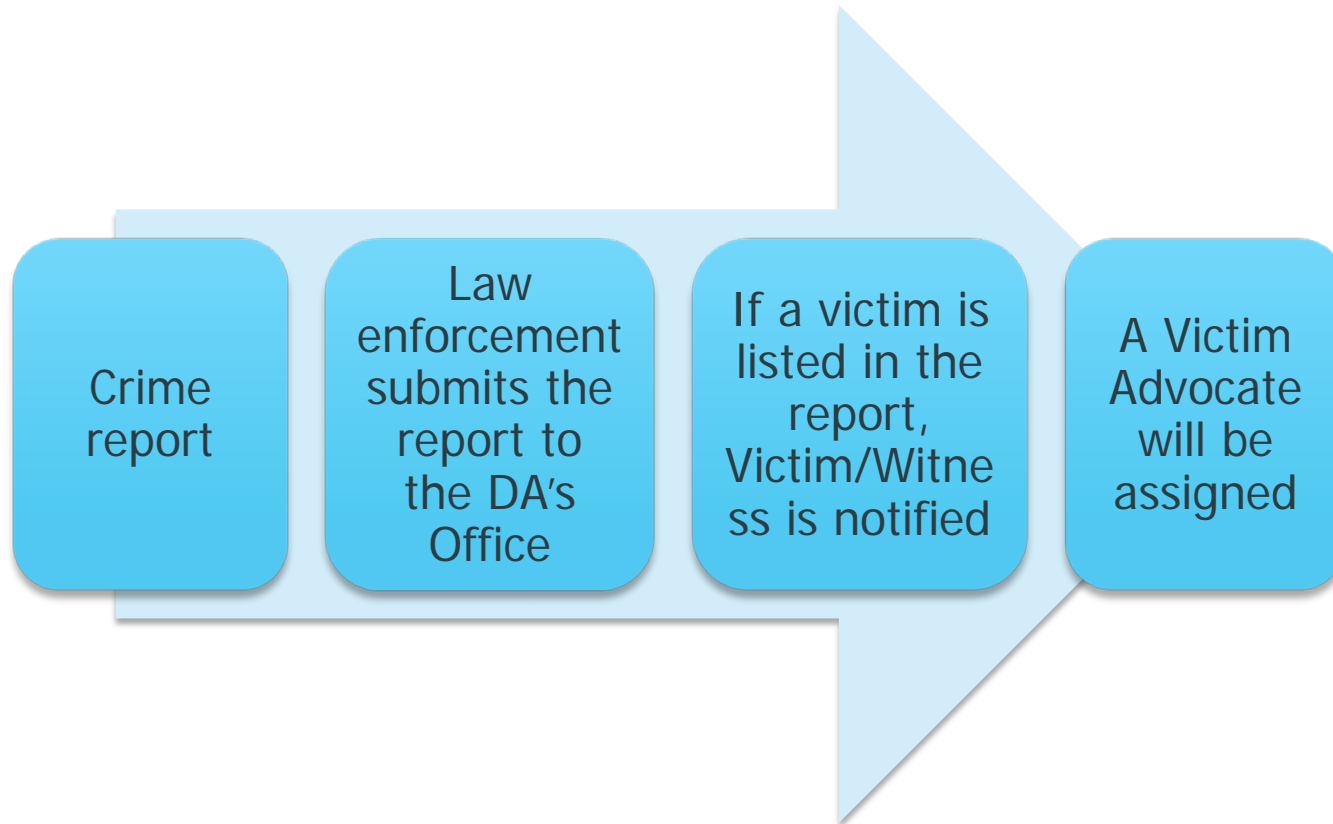 Crime
report
Law
enforcement
submits the
report to
the DA's
Office
If a victim is
listed in the
report,
Victim/Witne
ss is notified
A Victim
Advocate
will be
assigned